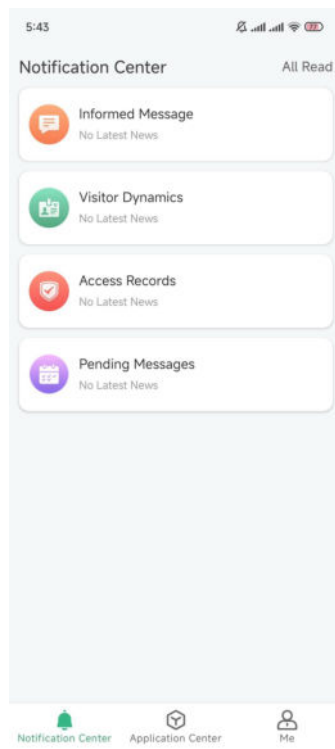 5:43
Notification Center All Read
Informed Message
No Latest News
Visitor Dynamics
No Latest News
Access Records
No Latest News
Pending Messages
No Latest News
Notification Center Application Center Me